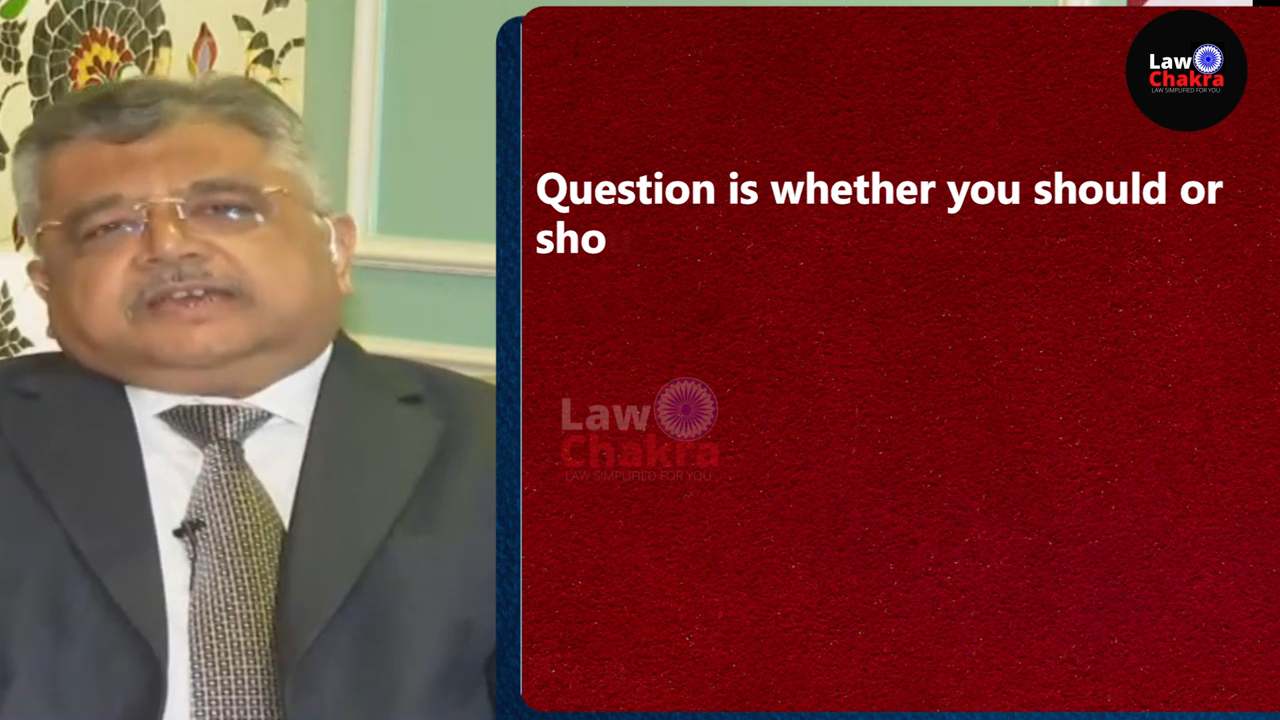 Law
Chakra
LAW SIMPLIFIED FOR YOU
Question is whether you should or
sho
Law
Chakra
LAW SIMPLIFIED FOR YOU